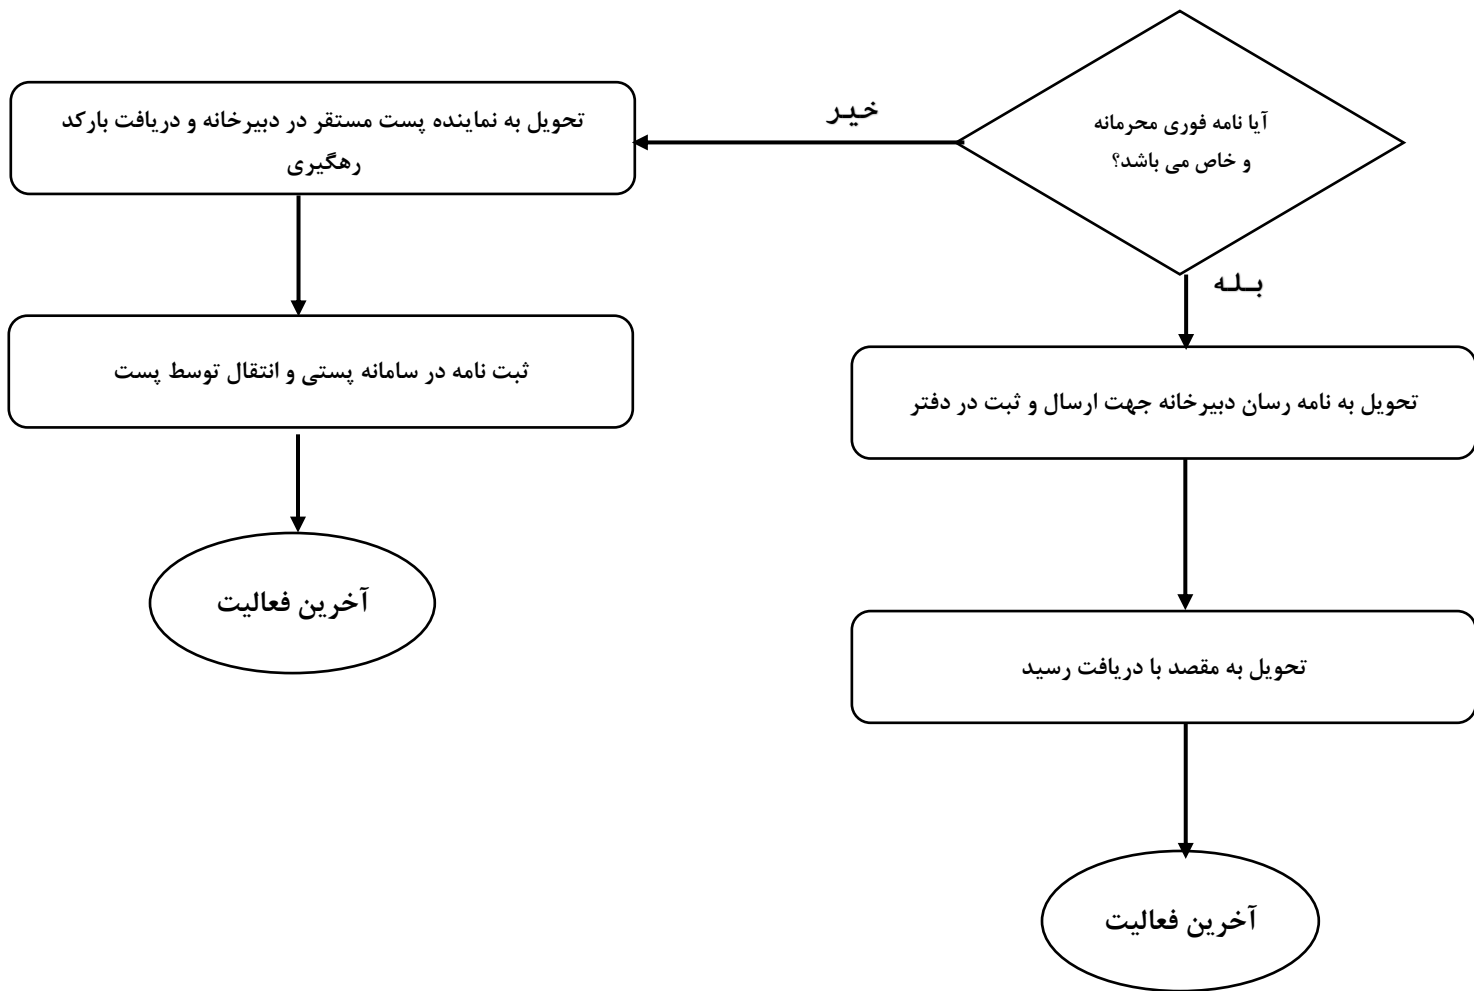 آیا نامه فوری محرمانه
و خاص می باشد؟
خیر
تحویل به نماینده پست مستقر در دبیرخانه و دریافت بارکد
رهگیری
ثبت نامه در سامانه پستی و انتقال توسط پست
آخرین فعالیت
بله
تحویل به نامه رسان دبیرخانه جهت ارسال و ثبت در دفتر
تحویل به مقصد با دریافت رسید
آخرین فعالیت